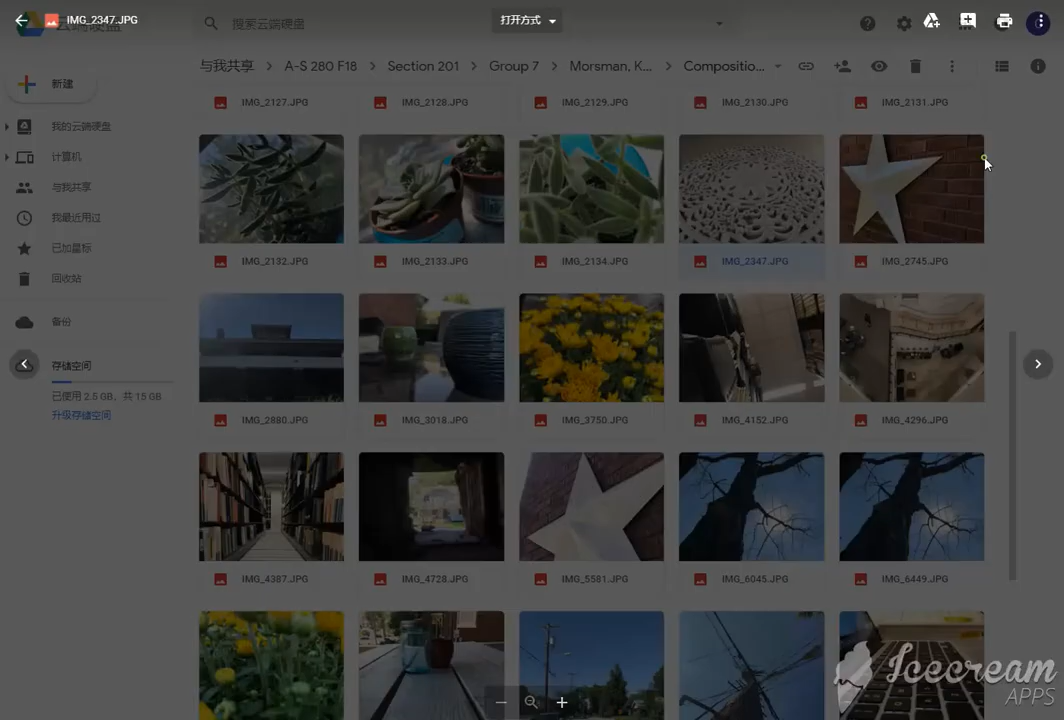 IMG_2347.JPG
云端硬盘
搜索云端硬盘
打开方式
新建
与我共享
A-S 280 F18
Section 201
Group 7
Morsman, K...
Compositio...
我的云端硬盘
计算机
与我共享
我最近用过
已加星标
回收站
备份
存储空间
已使用 2.5 GB，共 15 GB
升级存储空间
IMG_2127.JPG
IMG_2128.JPG
IMG_2129.JPG
IMG_2130.JPG
IMG_2131.JPG
IMG_2132.JPG
IMG_2133.JPG
IMG_2134.JPG
IMG_2347.JPG
IMG_2745.JPG
IMG_2880.JPG
IMG_3018.JPG
IMG_3750.JPG
IMG_4152.JPG
IMG_4296.JPG
IMG_4387.JPG
IMG_4728.JPG
IMG_5581.JPG
IMG_6045.JPG
IMG_6449.JPG
Icecream
APPS